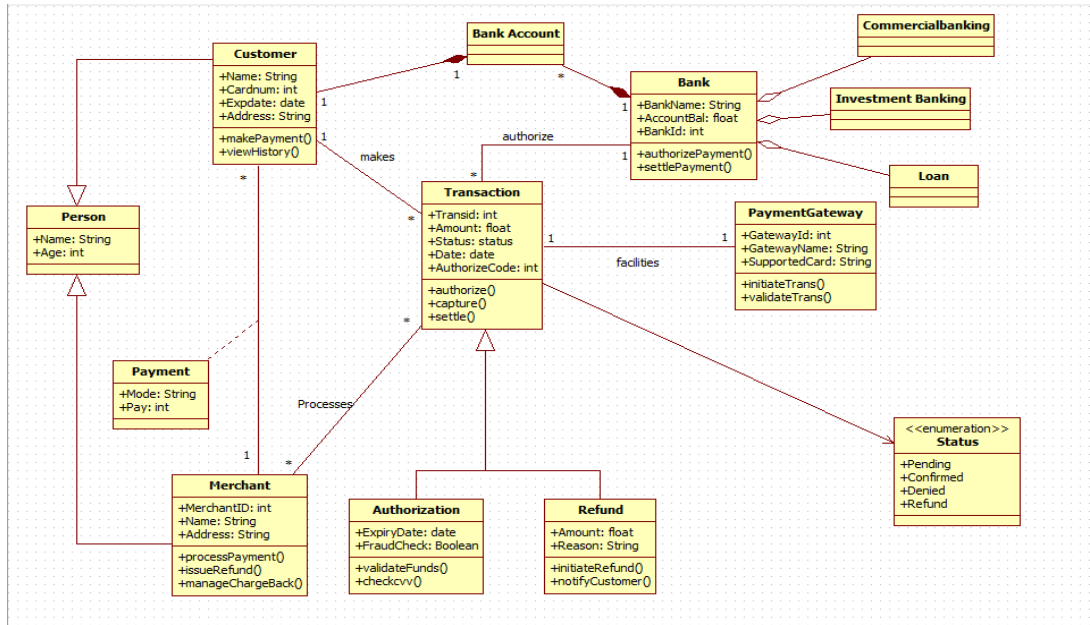 Commercialbanking
Bank Account
Customer
+Name: String
+Cardnum: int
+Expdate: date
+Address: String
+makePayment()
+viewHistory()
1
*
1
1
1
*
Bank
+BankName: String
+AccountBal: float
+BankId: int
+authorizePayment()
+settlePayment()
1
1
Investment Banking
Loan
authorize
*
makes
*
Person
+Name: String
+Age: int
Transaction
+Transid: int
+Amount: float
+Status: status
+Date: date
+AuthorizeCode: int
+authorize()
+capture()
+settle()
1
facilities
1
PaymentGateway
+GatewayId: int
+GatewayName: String
+SupportedCard: String
+initiateTrans()
+validateTrans()
*
Payment
+Mode: String
+Pay: int
Processes
*
1
Merchant
+MerchantID: int
+Name: String
+Address: String
+processPayment()
+issueRefund()
+manageChargeBack()
Authorization
+ExpiryDate: date
+FraudCheck: Boolean
+validateFunds()
+checkcvv()
Refund
+Amount: float
+Reason: String
+initiateRefund()
+notifyCustomer()
<<enumeration>>
Status
+Pending
+Confirmed
+Denied
+Refund